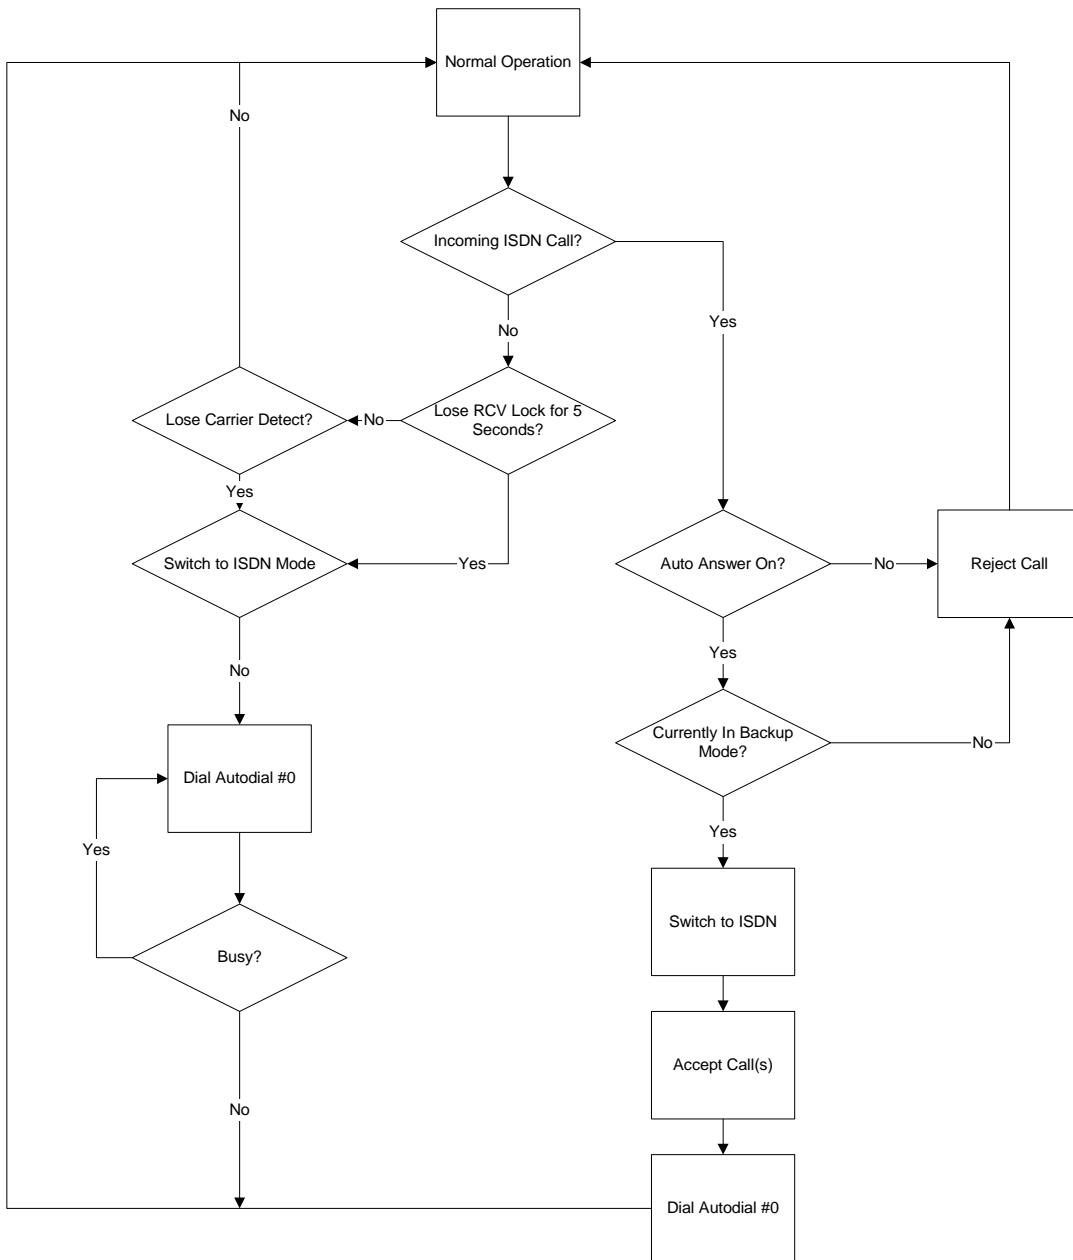 Normal Operation
No
Incoming ISDN Call?
Yes
No
Lose Carrier Detect?
No
Lose RCV Lock for 5
Seconds?
Yes
Switch to ISDN Mode
Yes
Auto Answer On?
No
Reject Call
No
Yes
Dial Autodial #0
Currently In Backup
Mode?
No
Yes
Yes
Busy?
Switch to ISDN
Accept Call(s)
No
Dial Autodial #0